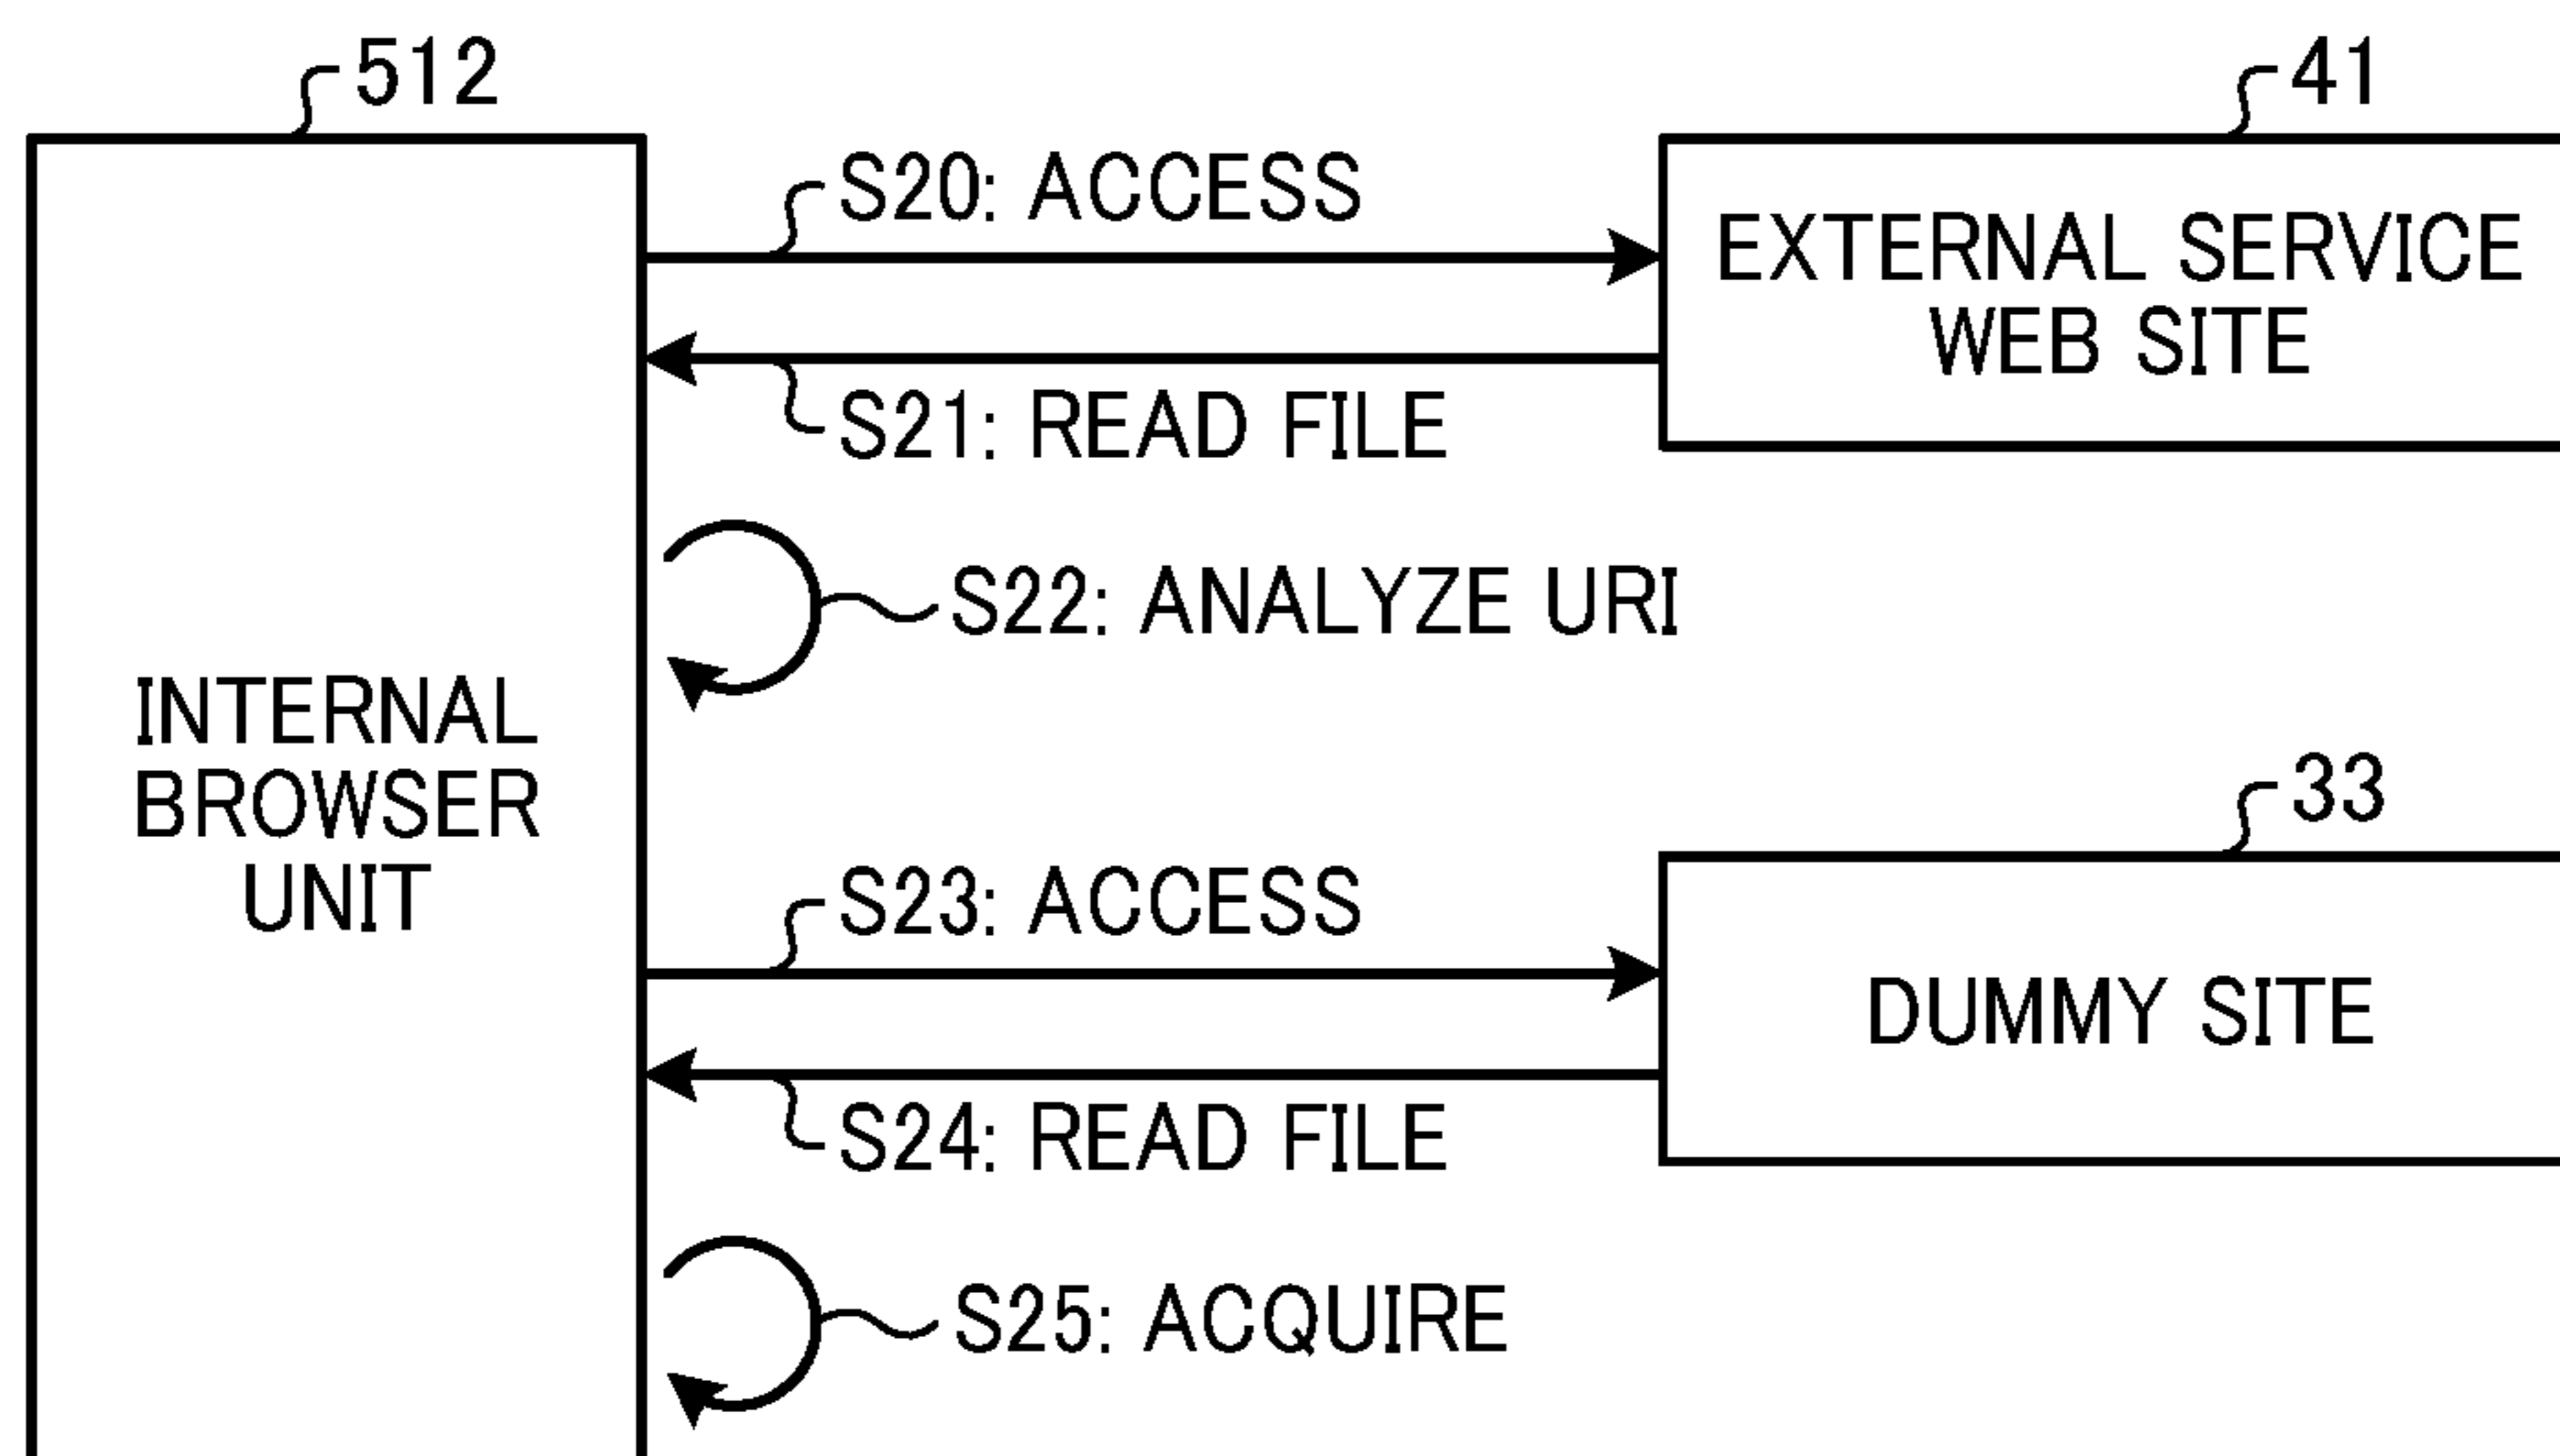 512
41
S20: ACCESS
EXTERNAL SERVICE
WEB SITE
S21: READ FILE
S22: ANALYZE URI
INTERNAL
BROWSER
UNIT
33
S23: ACCESS
DUMMY SITE
S24: READ FILE
S25: ACQUIRE